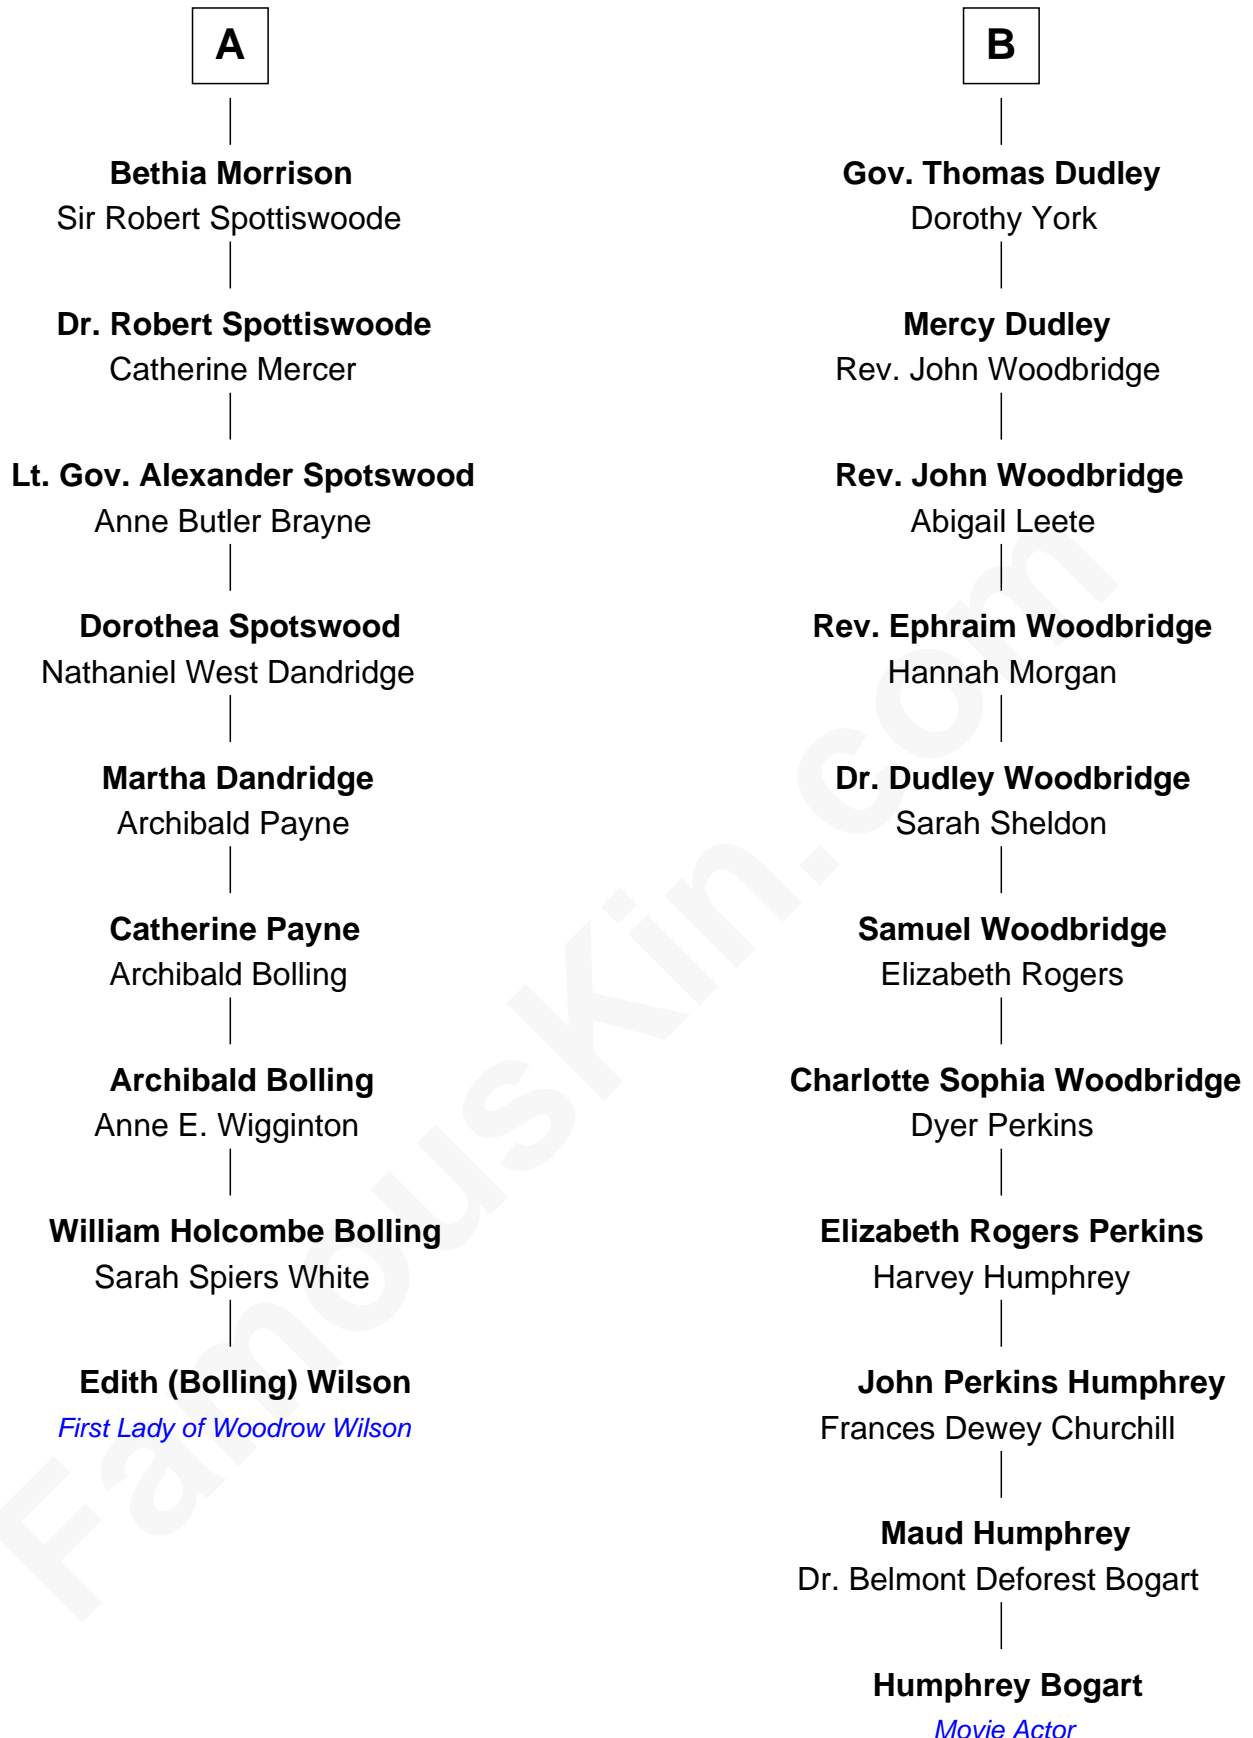 A
Bethia Morrison
Sir Robert Spottiswoode
Dr. Robert Spottiswoode
Catherine Mercer
Lt. Gov. Alexander Spotswood
Anne Butler Brayne
Dorothea Spotswood
Nathaniel West Dandridge
Martha Dandridge
Archibald Payne
Catherine Payne
Archibald Bolling
Archibald Bolling
Anne E. Wigginton
William Holcombe Bolling
Sarah Spiers White
Edith (Bolling) Wilson
First Lady of Woodrow Wilson
B
Gov. Thomas Dudley
Dorothy York
Mercy Dudley
Rev. John Woodbridge
Rev. John Woodbridge
Abigail Leete
Rev. Ephraim Woodbridge
Hannah Morgan
Dr. Dudley Woodbridge
Sarah Sheldon
Samuel Woodbridge
Elizabeth Rogers
Charlotte Sophia Woodbridge
Dyer Perkins
Elizabeth Rogers Perkins
Harvey Humphrey
John Perkins Humphrey
Frances Dewey Churchill
Maud Humphrey
Dr. Belmont Deforest Bogart
Humphrey Bogart
Movie Actor
FamousKin.com